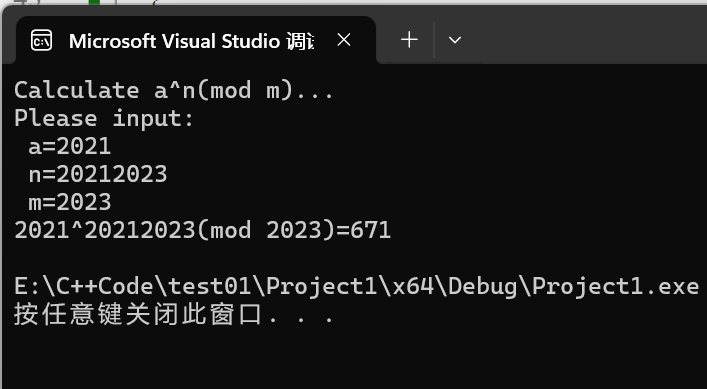 Microsoft Visual Studio 调试
Calculate a^n(mod m)...
Please input:
 a=2021
 n=20212023
 m=2023
2021^20212023(mod 2023)=671
E:\C++Code\test01\Project1\x64\Debug\Project1.exe
按任意键关闭此窗口. . .